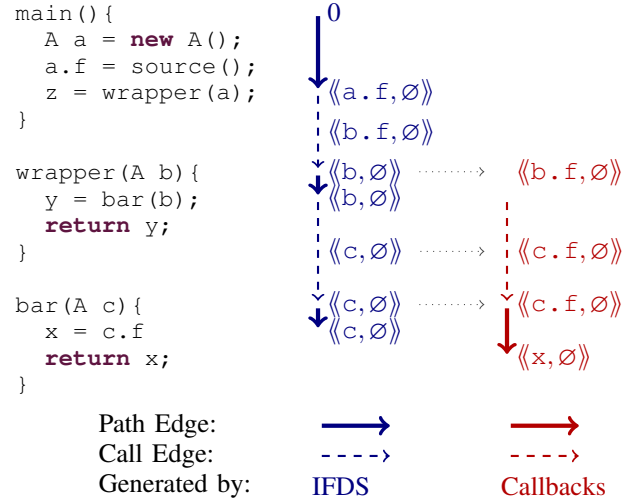 main(){ 0
A a = new A();
a.f = source();
z = wrapper(a); ⟪a.f,∅⟫
}
⟪b.f,∅⟫
wrapper(A b){ ⟪b,∅⟫ ⟪b.f,∅⟫
y = bar(b); ⟪b,∅⟫
return y;
} ⟪c,∅⟫ ⟪c.f,∅⟫
bar(A c){ ⟪c,∅⟫ ⟪c.f,∅⟫
x = c.f ⟪c,∅⟫
return x; ⟪x,∅⟫
}
Path Edge:
Call Edge:
Generated by: IFDS Callbacks